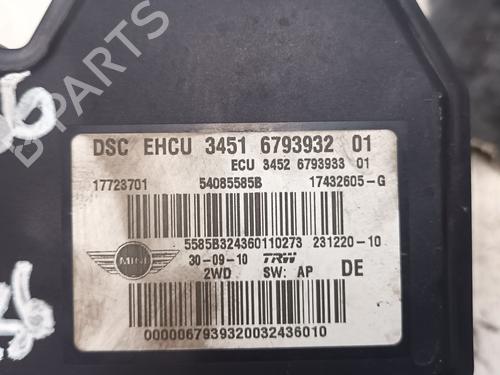 DSC EHCU 3451 6793932 01
ECU 3452 6793933 01
17723701 54085585B 17432605-G
5585B324360110273 231220-10
MINI 30-09-10 TRW DE
2WD SW: AP
0000067939320032436010
B-PARTS